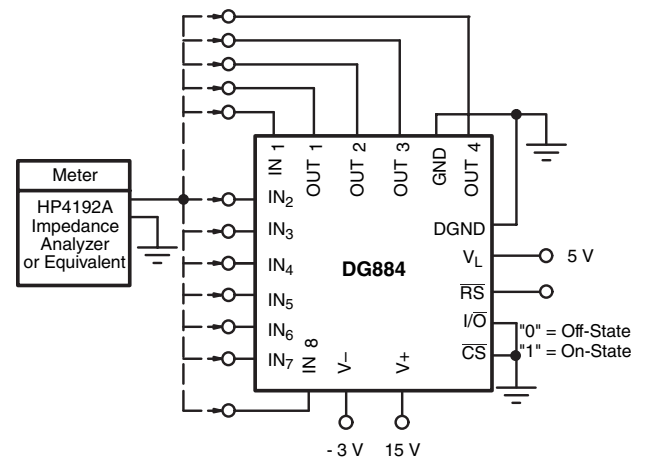 IN 1
OUT 1
OUT 2
OUT 3
GND
OUT 4
Meter
HP4192A
Impedance
Analyzer
or Equivalent
IN2
IN3
IN4
IN5
IN6
IN7
IN 8
V–
V+
DG884
DGND
VL
5 V
RS
I/O
CS
"0" = Off-State
"1" = On-State
- 3 V
15 V